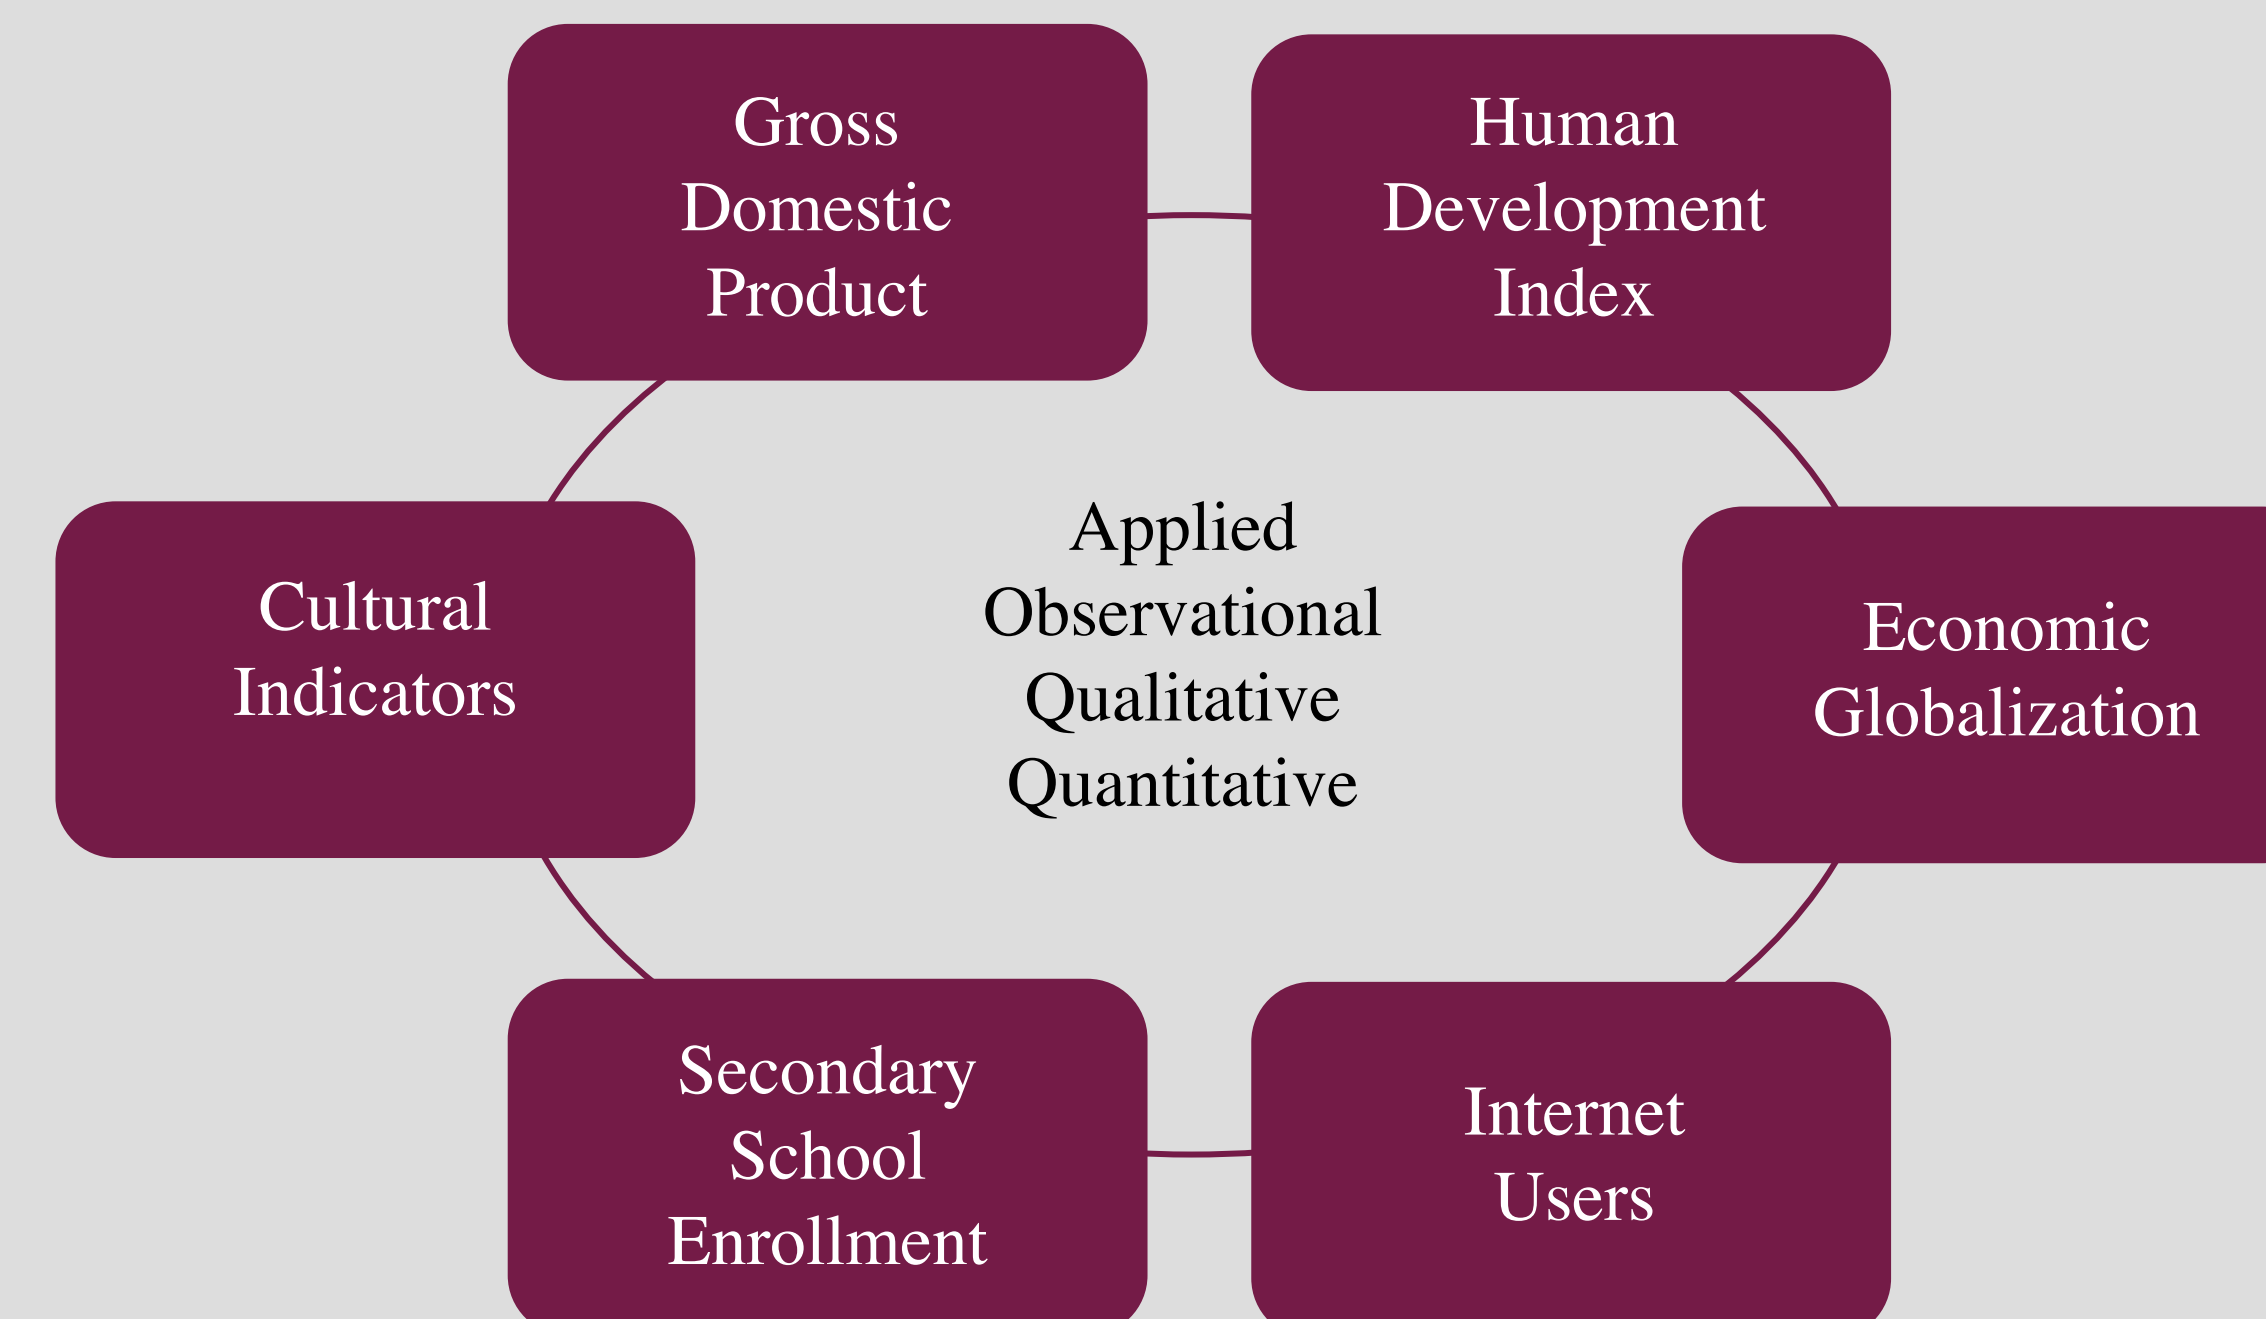 Gross
Domestic
Product
Human
Development
Index
Cultural
Indicators
Applied
Observational
Qualitative
Quantitative
Economic
Globalization
Secondary
School
Enrollment
Internet
Users